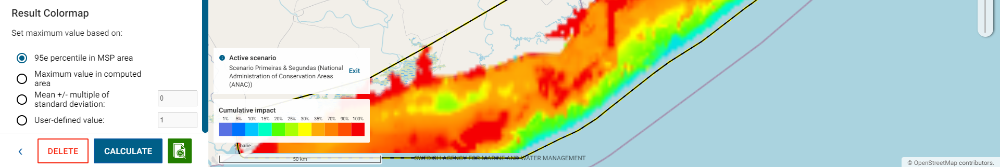 Result Colormap
Set maximum value based on:
95e percentile in MSP area
Maximum value in computed
area
Mean +/- multiple of
standard deviation:
0
User-defined value:
1
DELETE
CALCULATE
Active scenario
Scenario Primeiras & Segundas (National
Administration of Conservation Areas
(ANAC))
Exit
Cumulative impact
1% 5% 10% 15% 20% 25% 30% 35% 70% 90% 100%
50 km
SWEDISH AGENCY FOR MARINE AND WATER MANAGEMENT
© OpenStreetMap contributors.